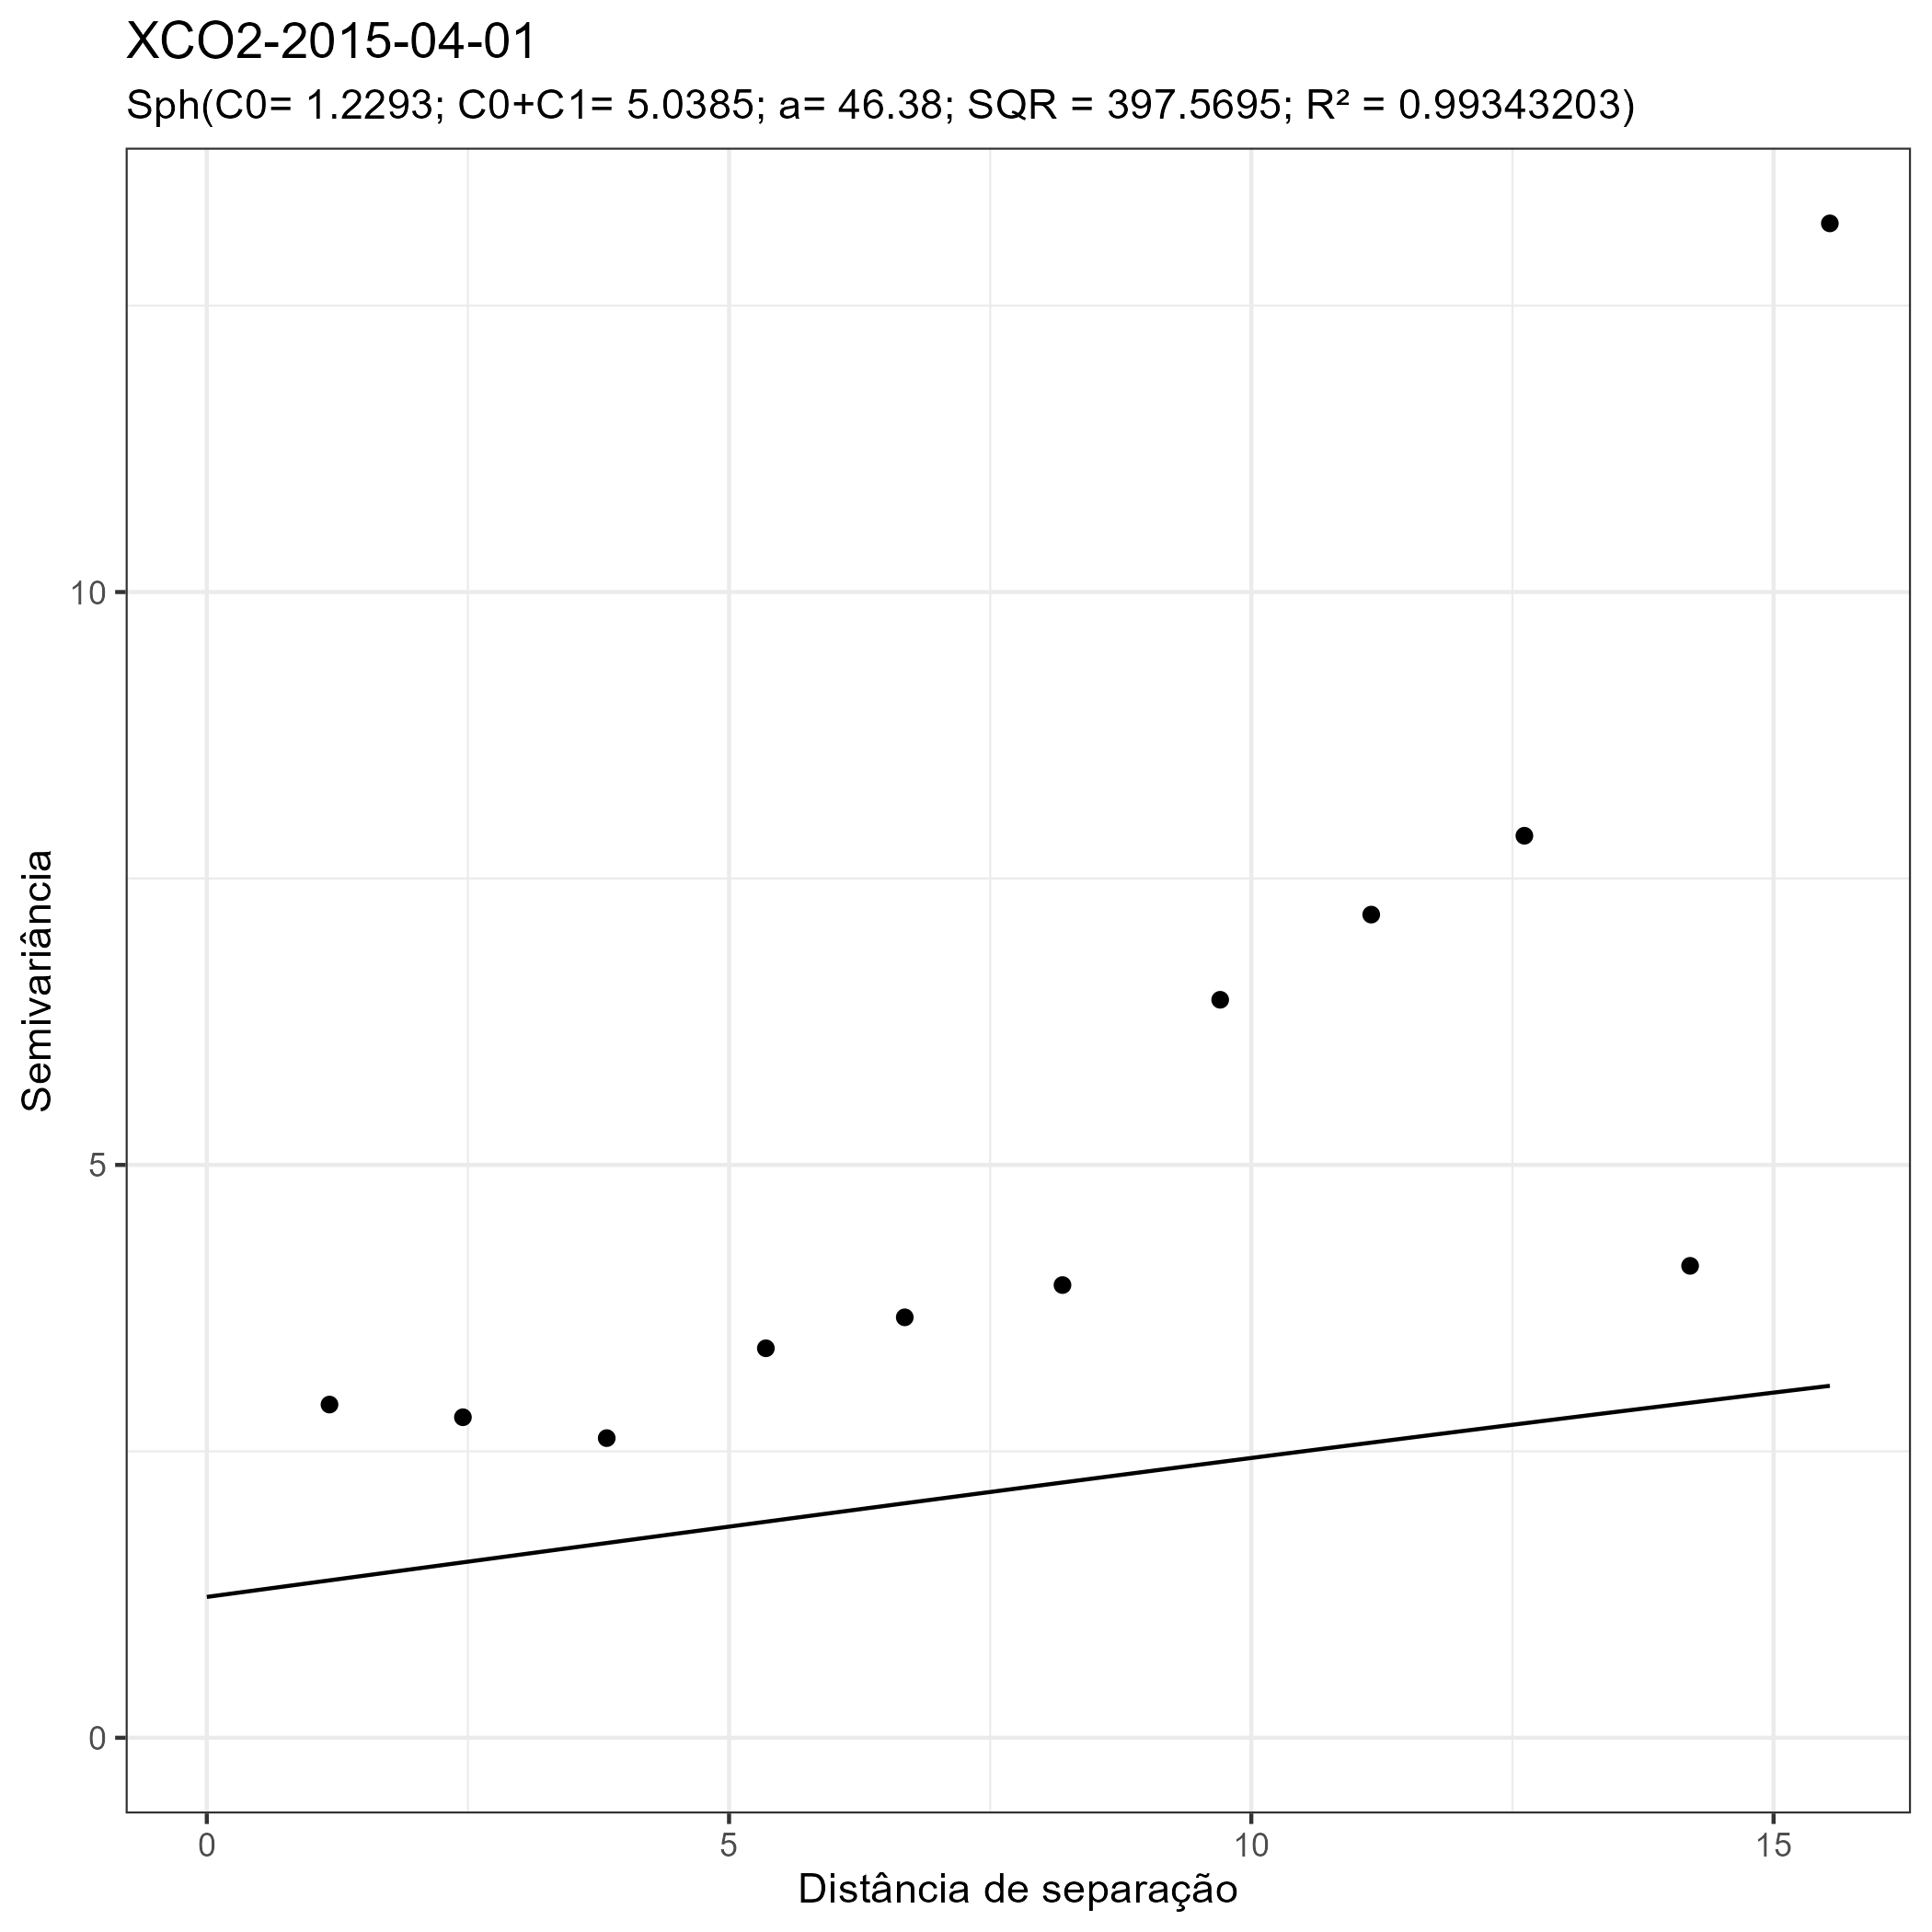 XCO2-2015-04-01
Sph(C0= 1.2293; C0+C1= 5.0385; a= 46.38; SQR = 397.5695; R² = 0.99343203)
Semivariância
10
5
0
0 5 10 15
Distância de separação